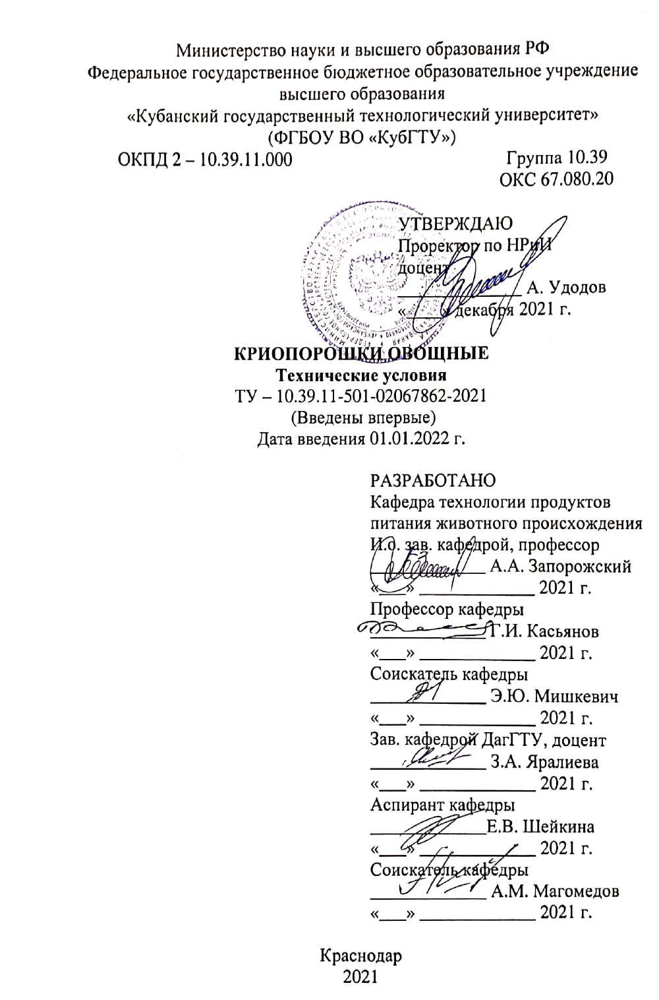 Министерство науки и высшего образования РФ
Федеральное государственное бюджетное образовательное учреждение
высшего образования
«Кубанский государственный технологический университет»
(ФГБОУ ВО «КубГТУ»)
ОКПД 2 – 10.39.11.000 Группа 10.39
ОКС 67.080.20
УТВЕРЖДАЮ
Проректор по НРиИ
доцент
______________ А. Удодов
«____» декабря 2021 г.
КРИОПОРОШКИ ОВОЩНЫЕ
Технические условия
ТУ – 10.39.11-501-02067862-2021
(Введены впервые)
Дата введения 01.01.2022 г.
РАЗРАБОТАНО
Кафедра технологии продуктов
питания животного происхождения
И.о. зав. кафедрой, профессор
_____________ А.А. Запорожский
«___» _____________ 2021 г.
Профессор кафедры
_____________ Г.И. Касьянов
«___» _____________ 2021 г.
Соискатель кафедры
_____________ Э.Ю. Мишкевич
«___» _____________ 2021 г.
Зав. кафедрой ДагГТУ, доцент
_____________ З.А. Яралиева
«___» _____________ 2021 г.
Аспирант кафедры
_____________Е.В. Шейкина
«___» _____________ 2021 г.
Соискатель кафедры
_____________ А.М. Магомедов
«___» _____________ 2021 г.
Краснодар
2021